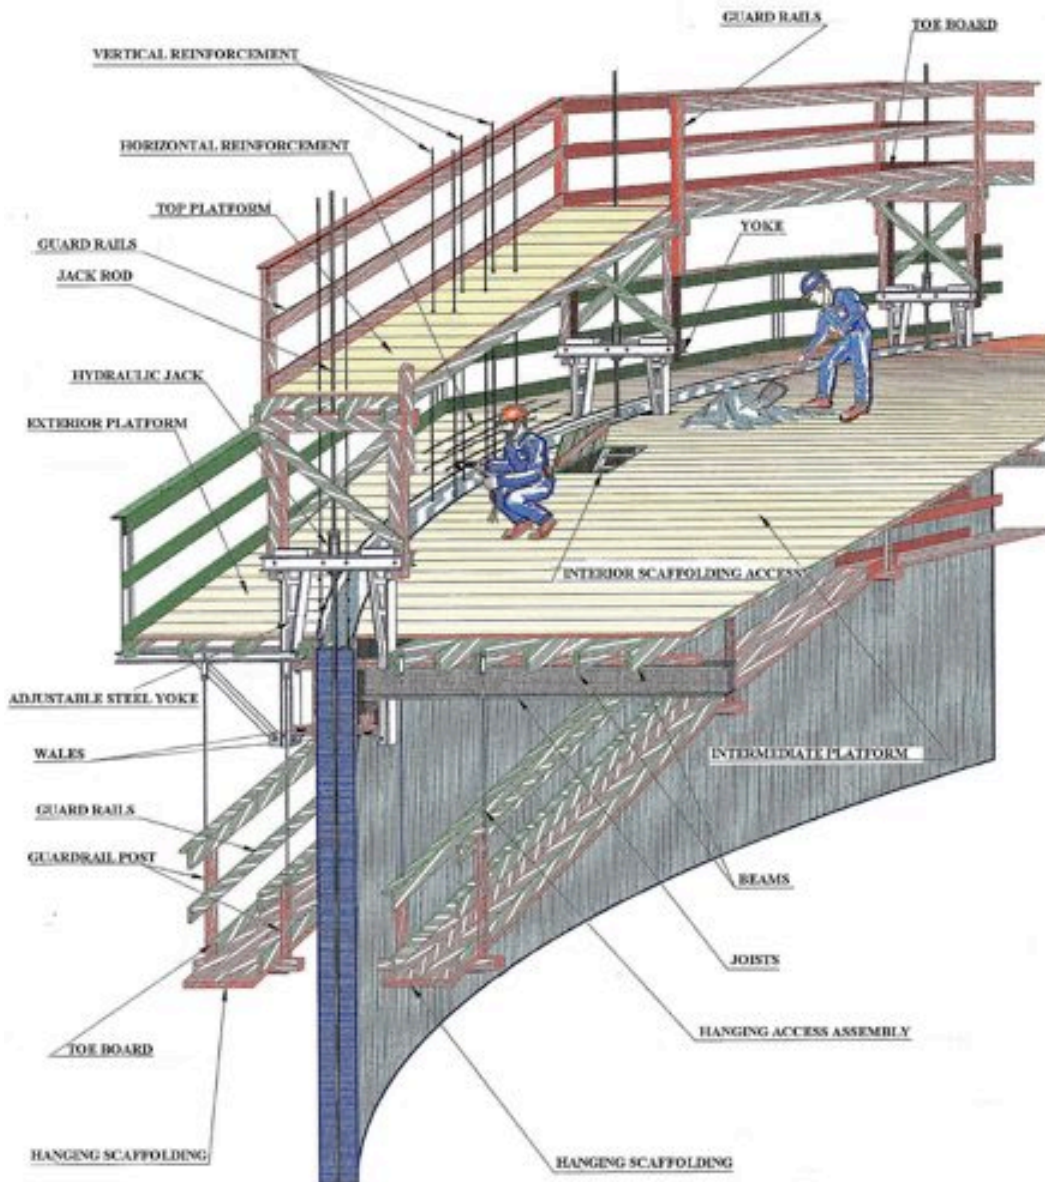 GUARD RAILS
TOE BOARD
VERTICAL REINFORCEMENT
HORIZONTAL REINFORCEMENT
TOP PLATFORM
YOKE
GUARD RAILS
JACK ROD
HYDRAULIC JACK
EXTERIOR PLATFORM
INTERIOR SCAFFOLDING ACCESS
ADJUSTABLE STEEL YOKE
WALES
INTERMEDIATE PLATFORM
GUARD RAILS
GUARDRAIL POST
BEAMS
JOISTS
HANGING ACCESS ASSEMBLY
TOE BOARD
HANGING SCAFFOLDING
HANGING SCAFFOLDING